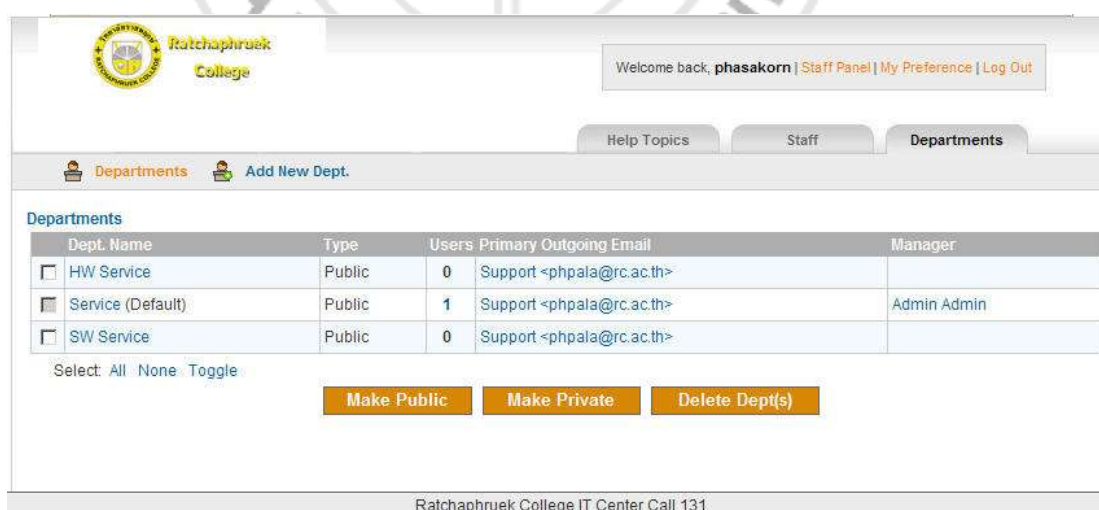 Ratchaphruek
College
RATCHAPHRUEK COLLEGE
Welcome back, phasakorn | Staff Panel | My Preference | Log Out
Help Topics Staff Departments
Departments Add New Dept.
Departments
Dept. Name Type Users Primary Outgoing Email Manager
HW Service Public 0 Support <phpala@rc.ac.th>
Service (Default) Public 1 Support <phpala@rc.ac.th> Admin Admin
SW Service Public 0 Support <phpala@rc.ac.th>
Select: All None Toggle
Make Public Make Private Delete Dept(s)
Ratchaphruek College IT Center Call 131